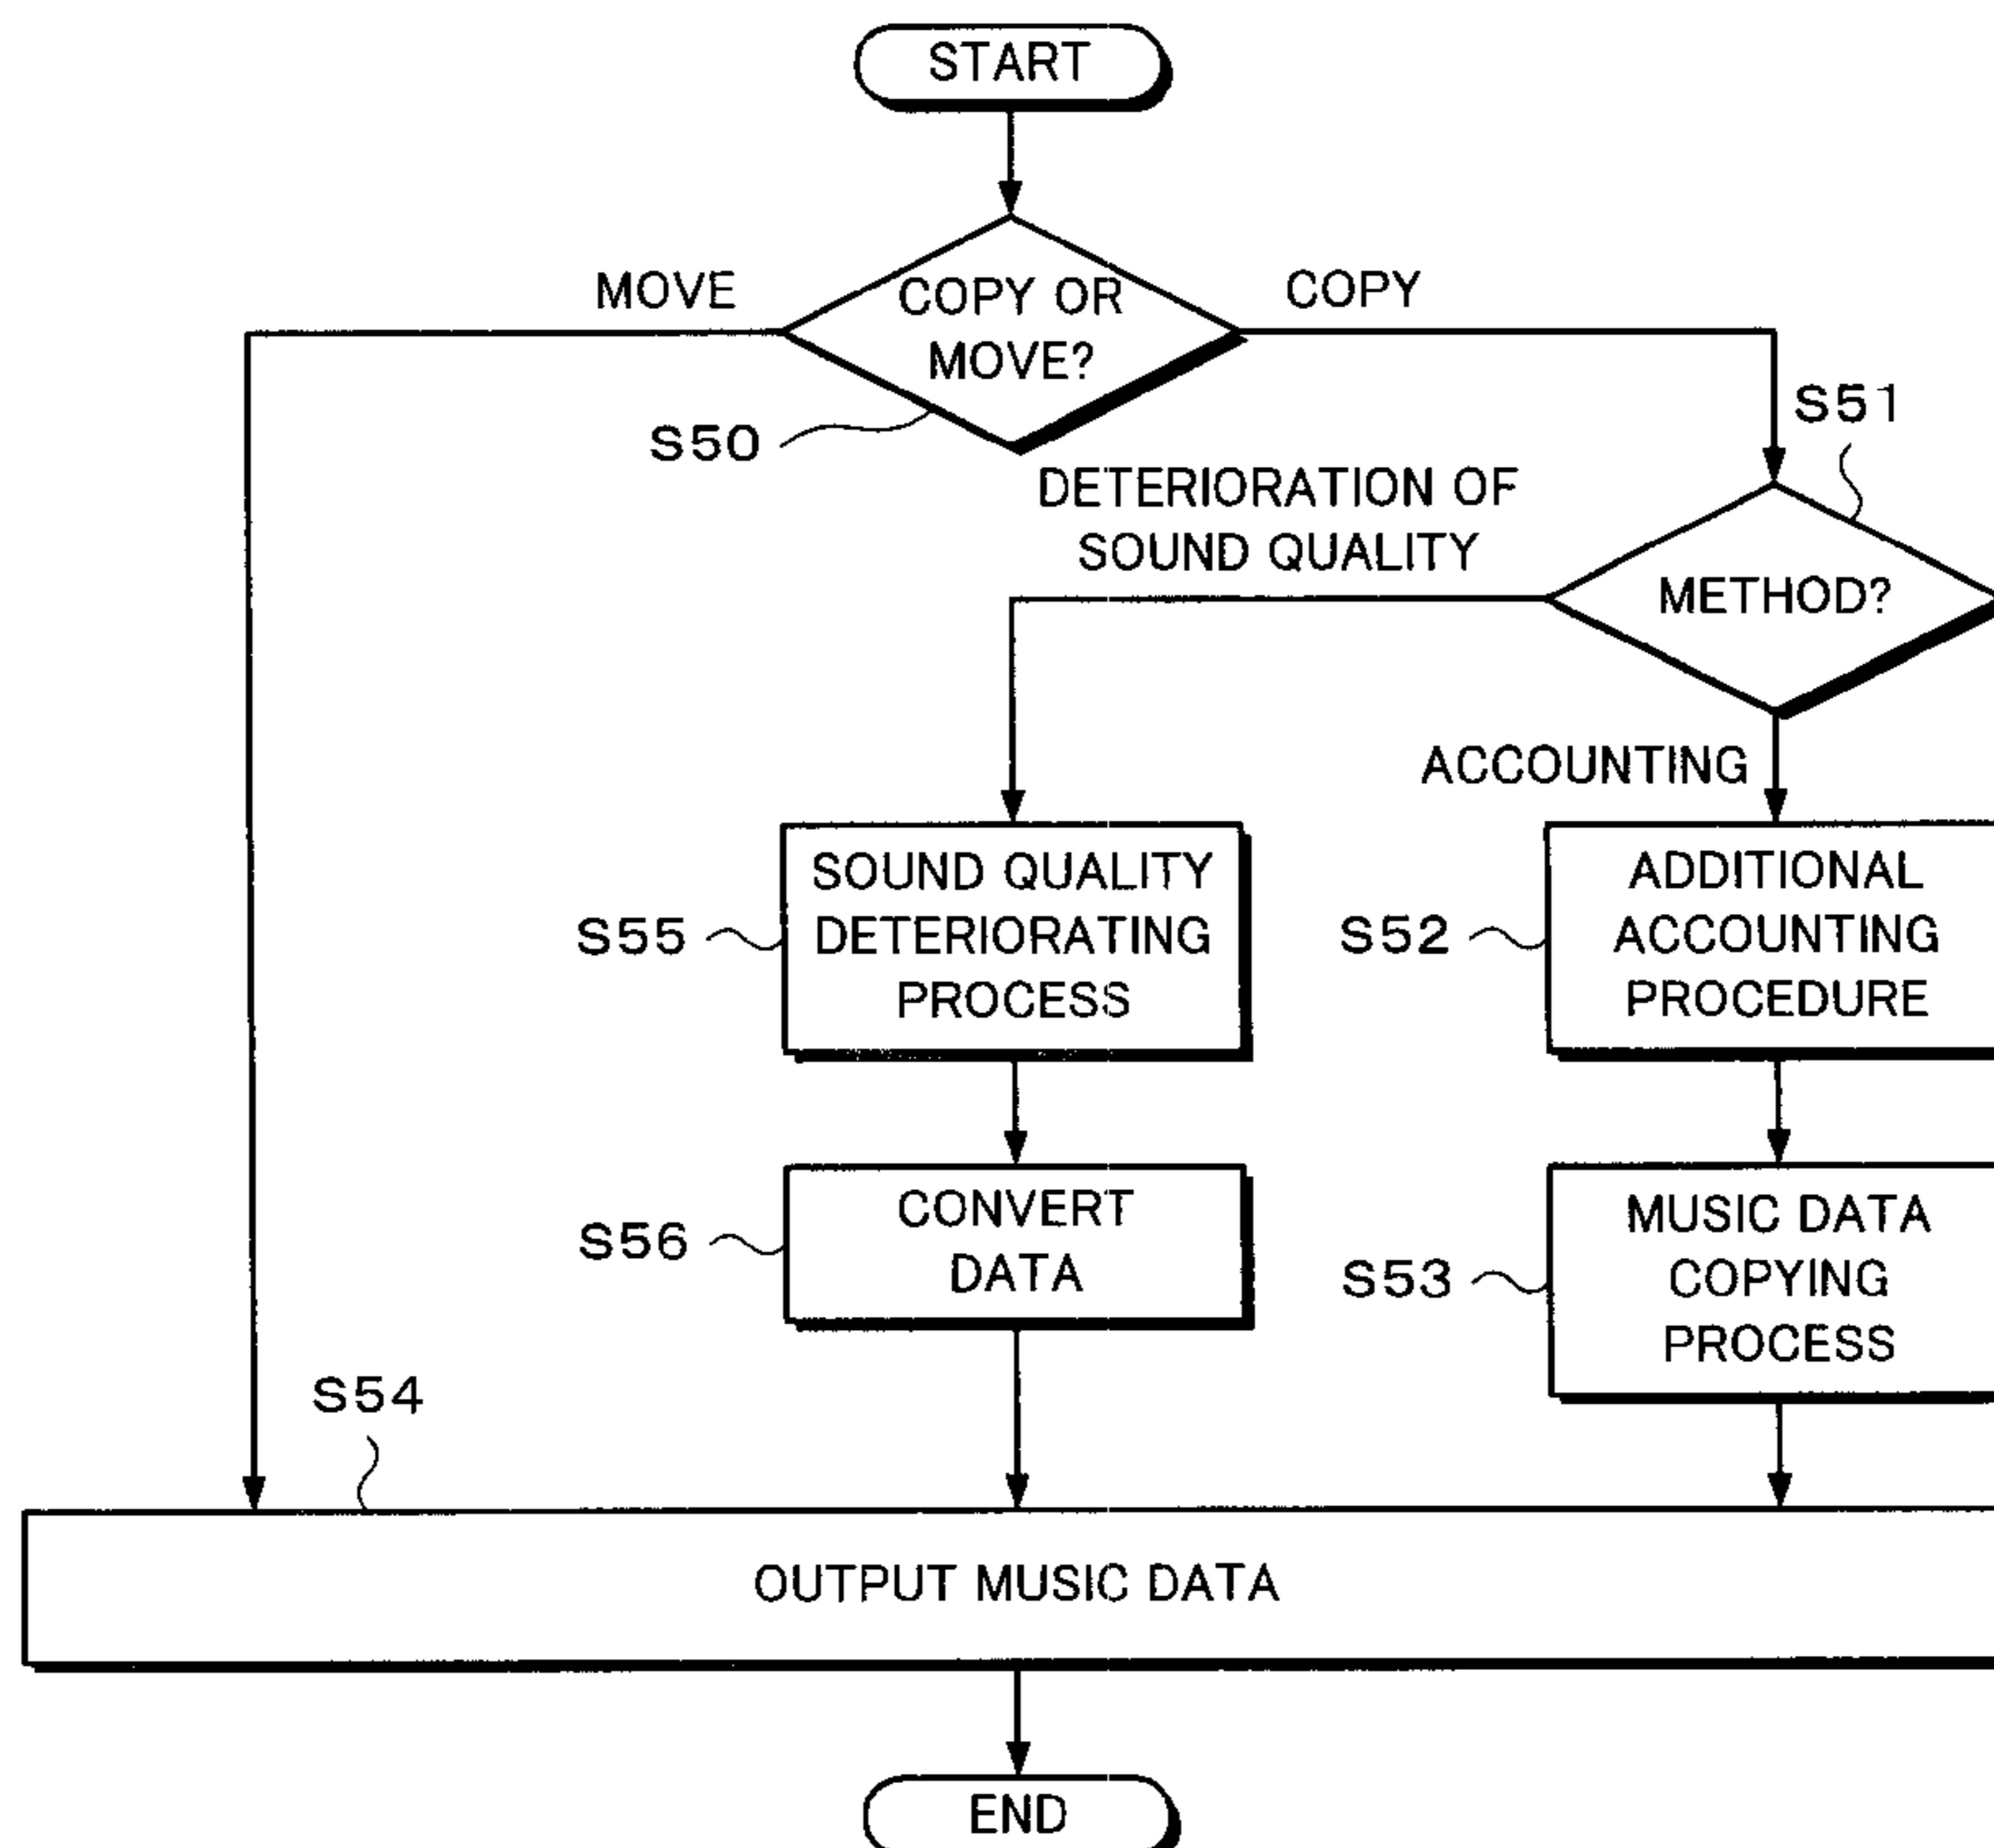 START
MOVE
COPY OR
MOVE?
COPY
S50
S51
DETERIORATION OF
SOUND QUALITY
METHOD?
ACCOUNTING
S55
SOUND QUALITY
DETERIORATING
PROCESS
S52
ADDITIONAL
ACCOUNTING
PROCEDURE
S56
CONVERT
DATA
S53
MUSIC DATA
COPYING
PROCESS
S54
OUTPUT MUSIC DATA
END